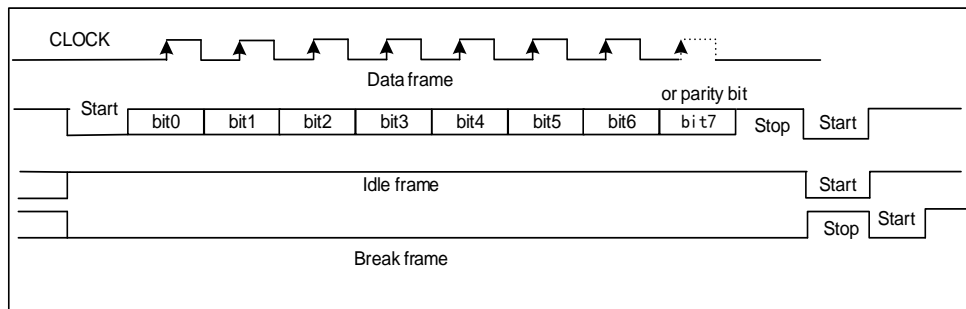 CLOCK
Data frame
or parity bit
Start bit0 bit1 bit2 bit3 bit4 bit5 bit6 bit7 Stop Start
Idle frame Start
Stop Start
Break frame